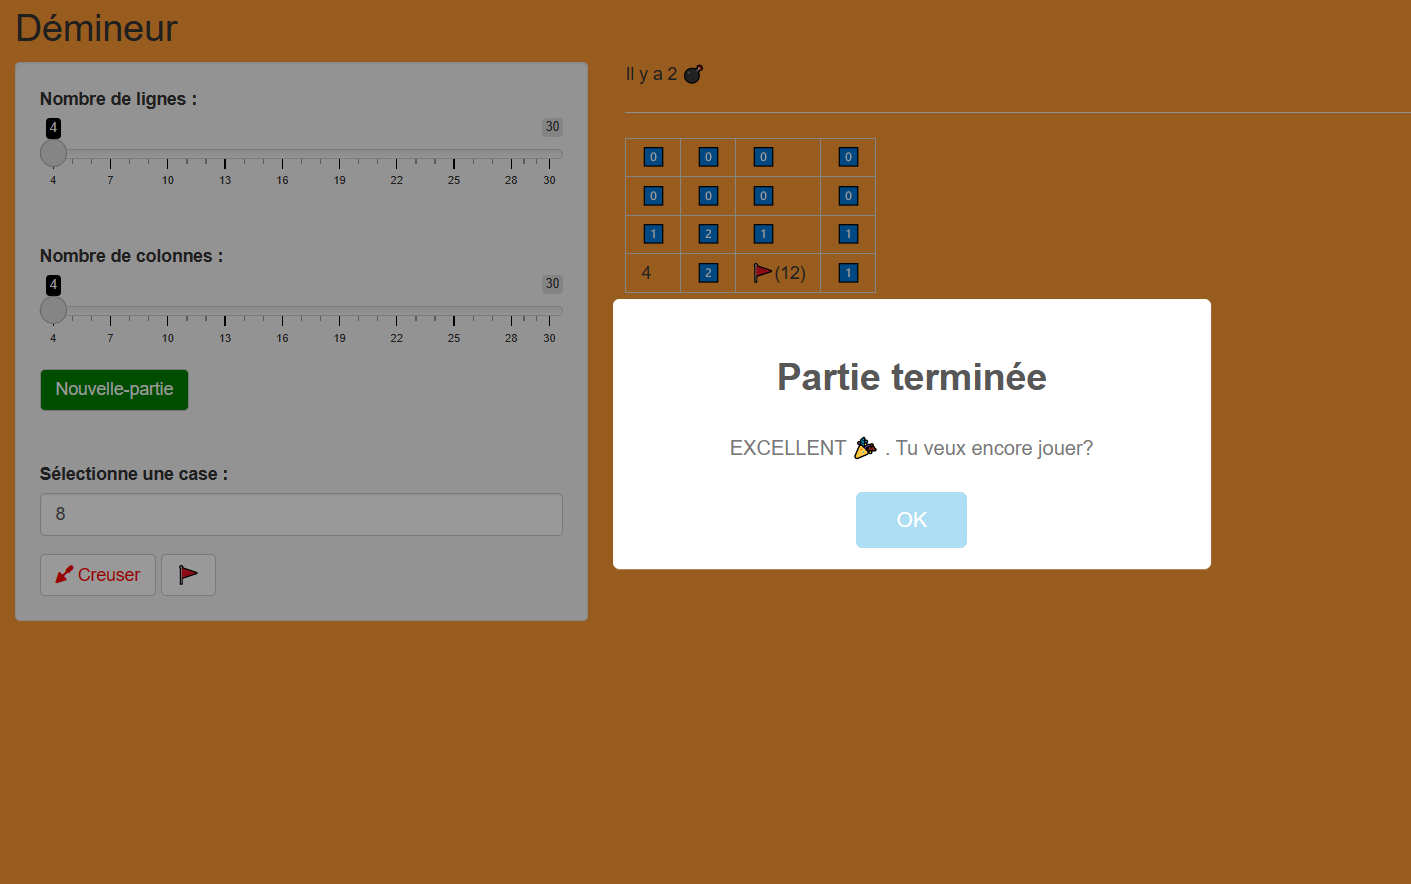 Démineur
Nombre de lignes :
4 30
4 7 10 13 16 19 22 25 28 30
Nombre de colonnes :
4 30
4 7 10 13 16 19 22 25 28 30
Nouvelle-partie
Sélectionne une case :
8
Creuser
Il y a 2 💣
0 0 0 0
0 0 0 0
1 2 1 1
4 2 🚩(12) 1
Partie terminée
EXCELLENT 🎉 . Tu veux encore jouer?
OK